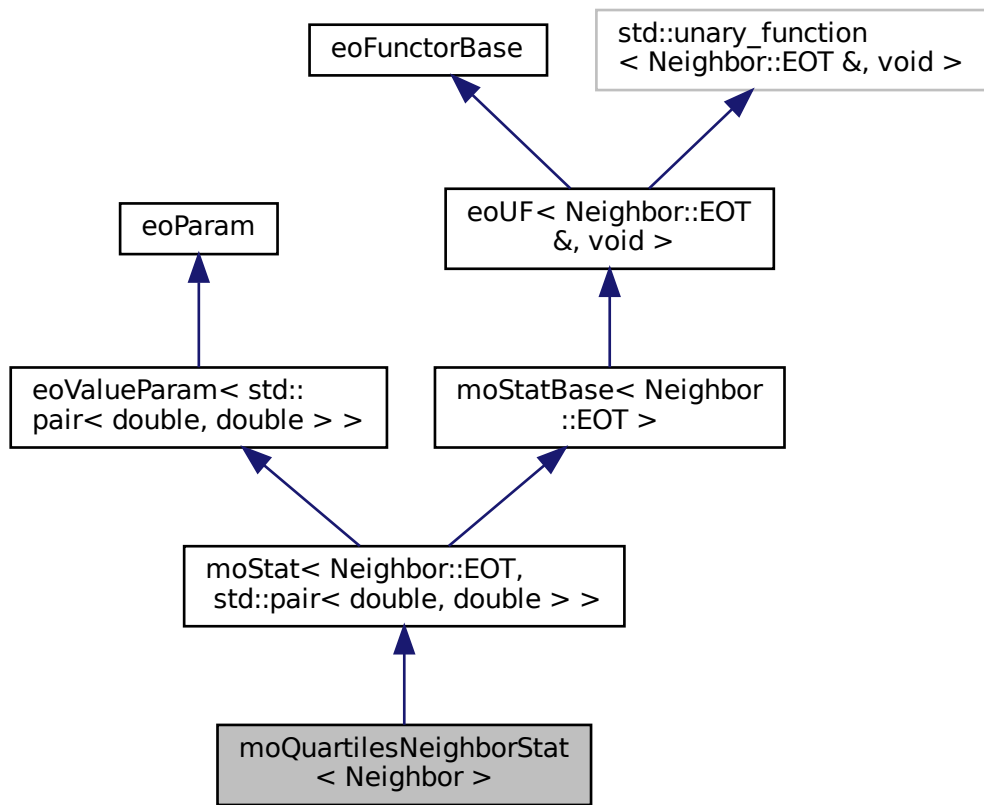 eoFunctorBase
std::unary_function
< Neighbor::EOT &, void >
eoParam
eoUF< Neighbor::EOT
&, void >
eoValueParam< std::
pair< double, double > >
moStatBase< Neighbor
::EOT >
moStat< Neighbor::EOT,
std::pair< double, double > >
moQuartilesNeighborStat
< Neighbor >